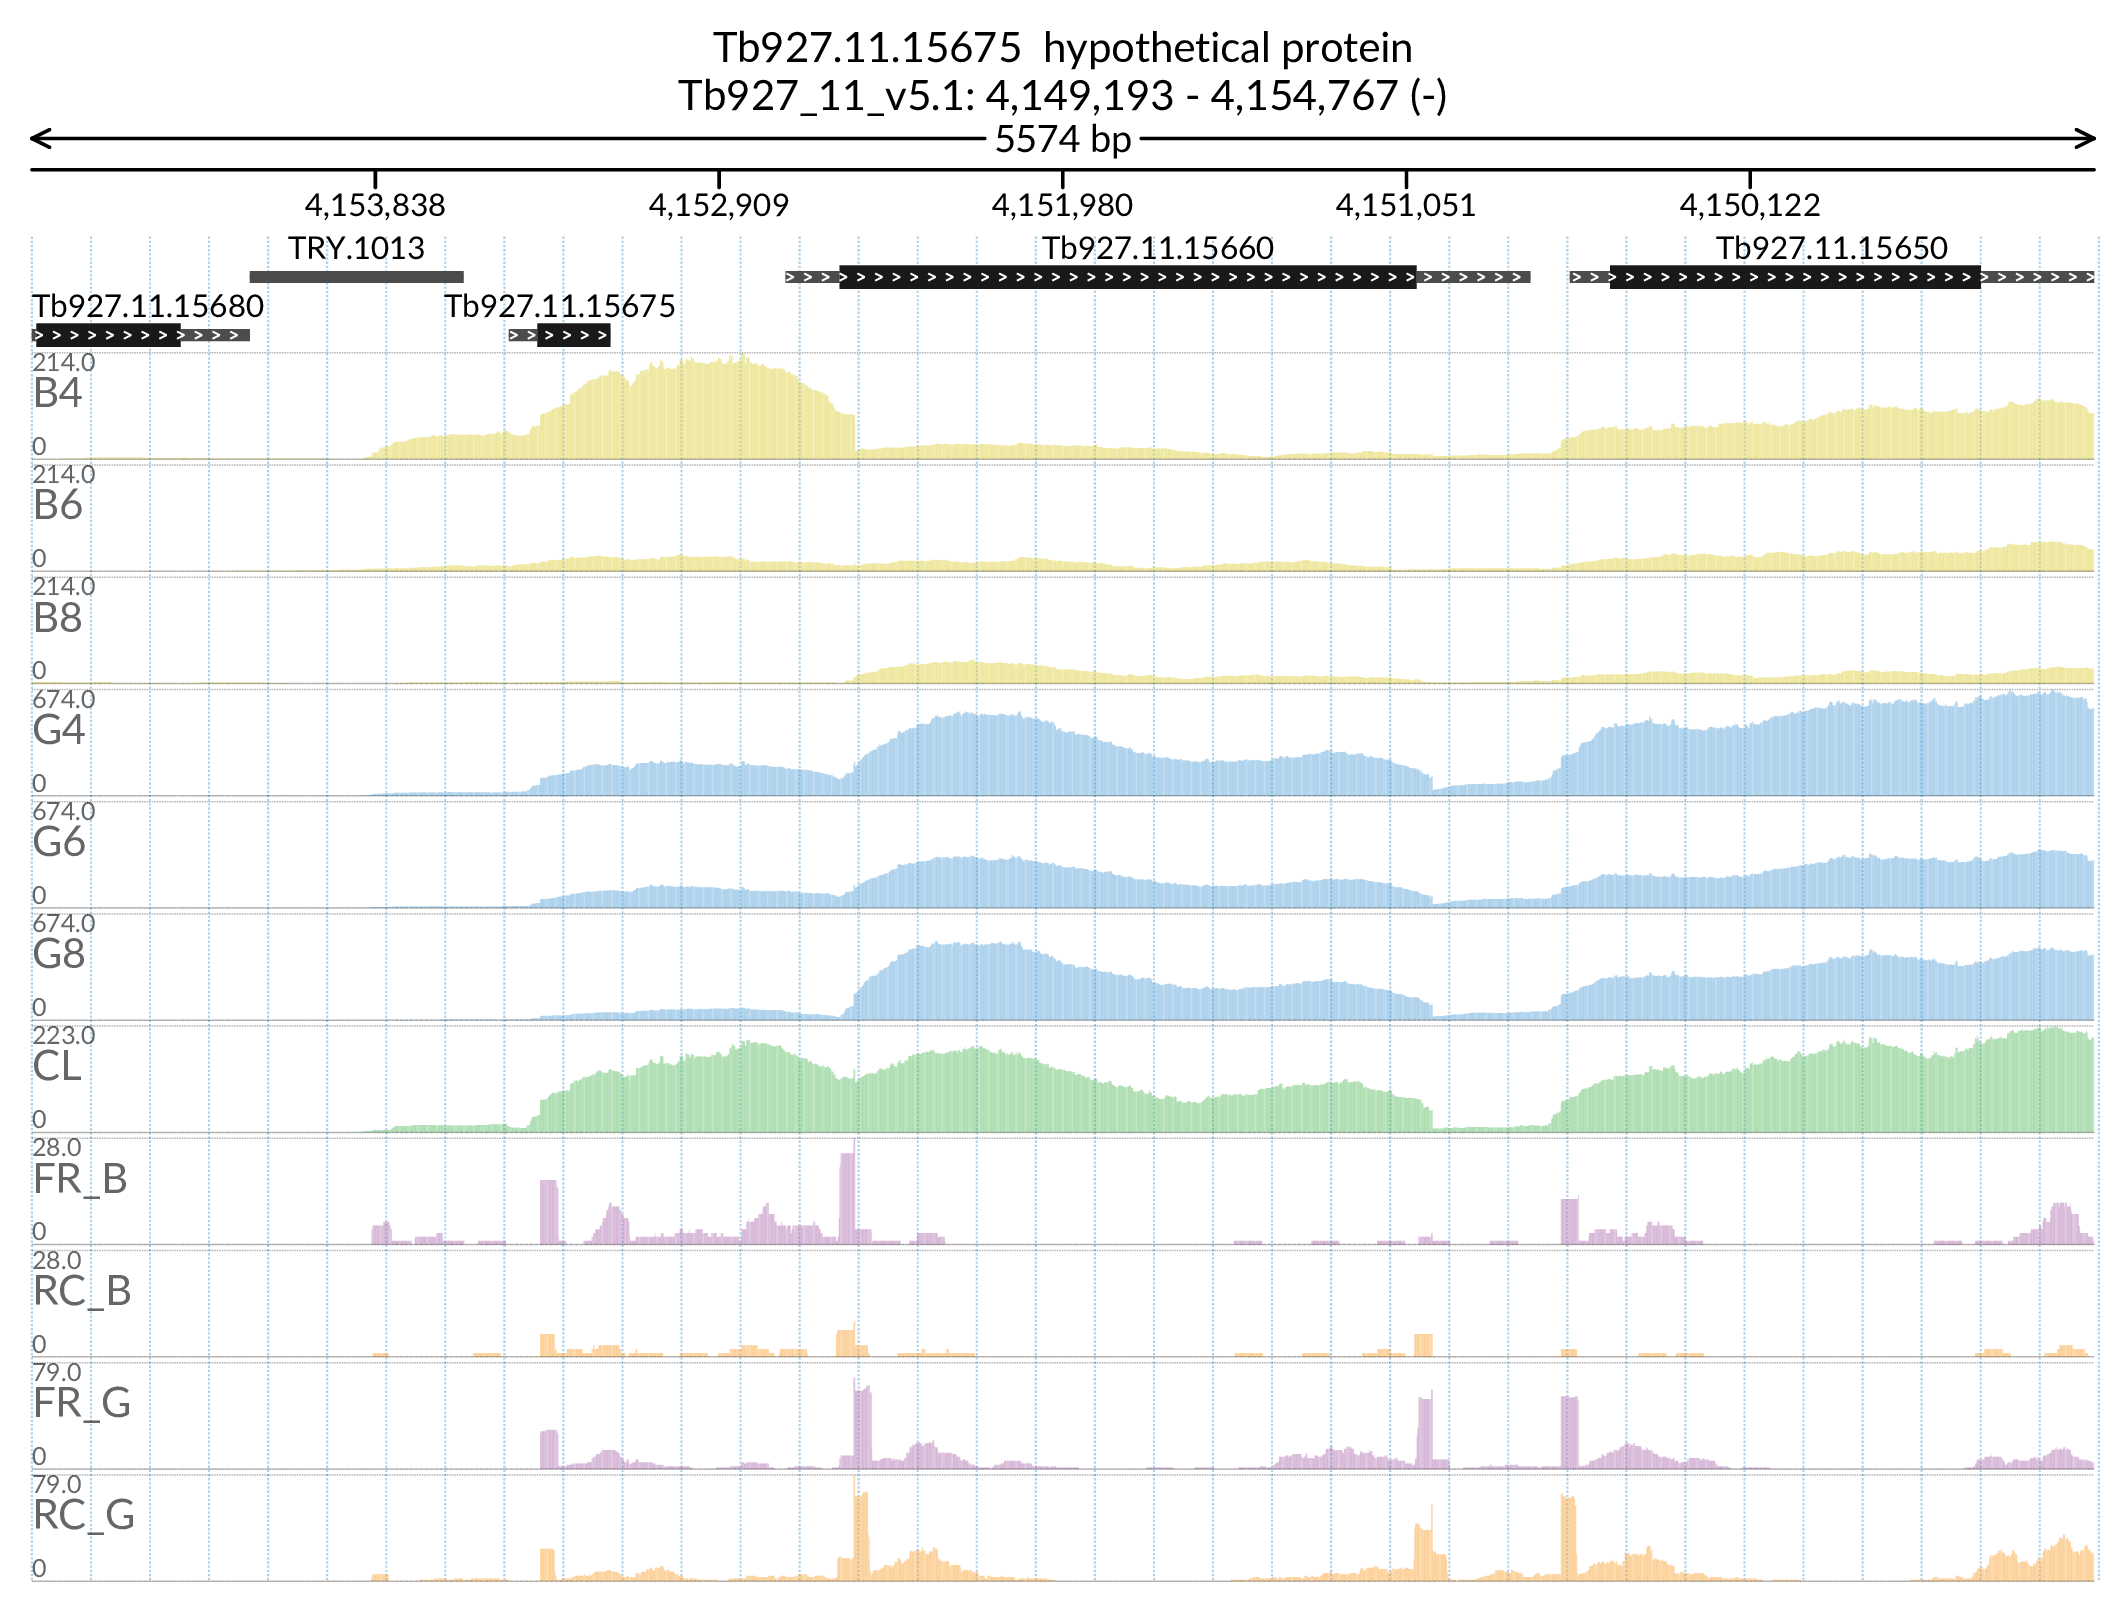 Tb927.11.15675 hypothetical protein
Tb927_11_v5.1: 4,149,193 - 4,154,767 (-)
5574 bp
4,153,838 4,152,909 4,151,980 4,151,051 4,150,122
TRY.1013 Tb927.11.15660 Tb927.11.15650
Tb927.11.15680 Tb927.11.15675
214.0
B4
0
214.0
B6
0
214.0
B8
0
674.0
G4
0
674.0
G6
0
674.0
G8
0
223.0
CL
0
28.0
FR_B
0
28.0
RC_B
0
79.0
FR_G
0
79.0
RC_G
0